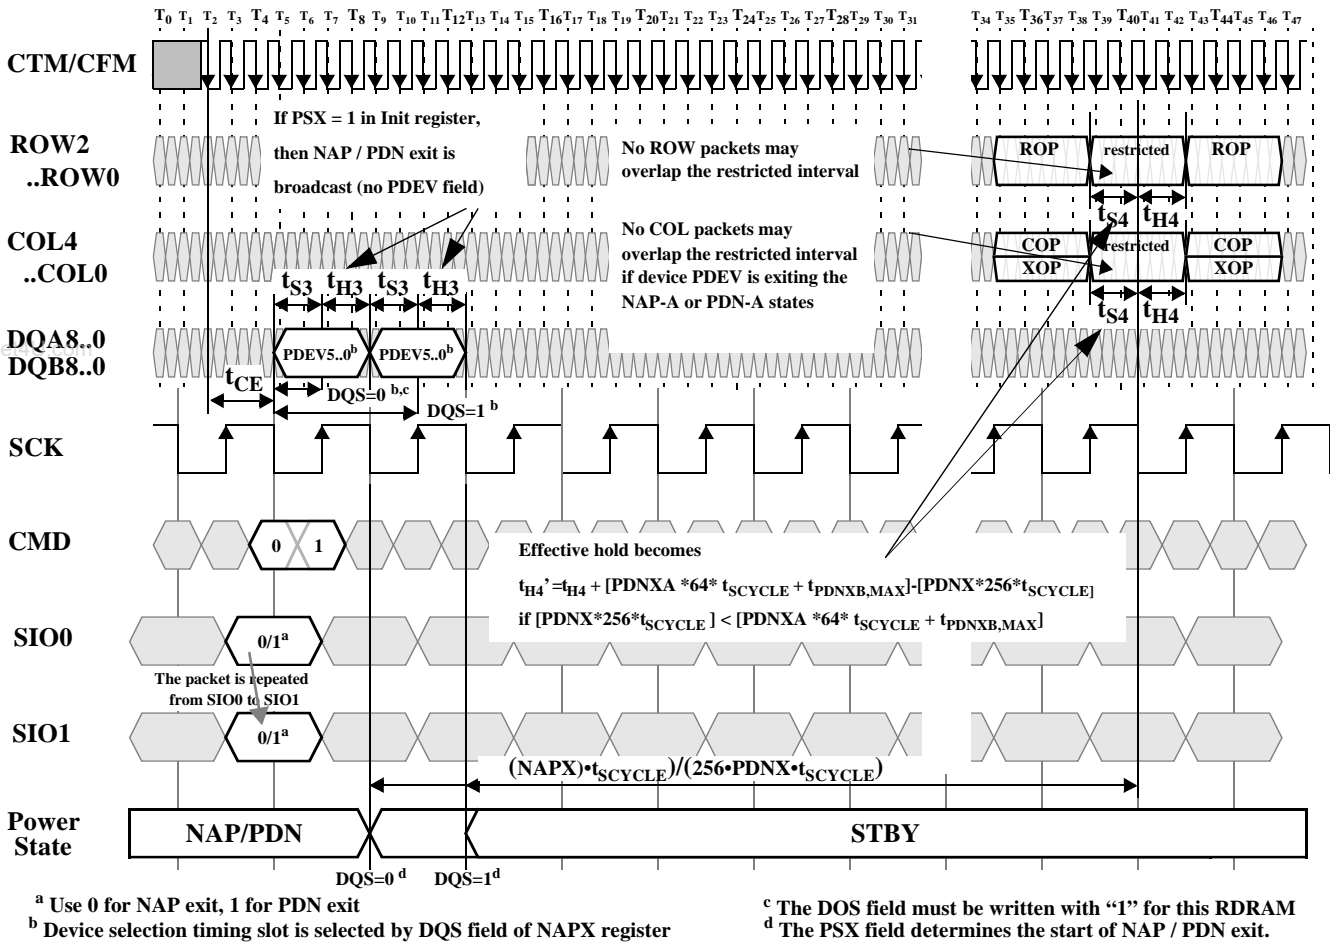 T0 T1 T2 T3 T4 T5 T6 T7 T8 T9 T10 T11 T12 T13 T14 T15 T16 T17 T18 T19 T20 T21 T22 T23 T24 T25 T26 T27 T28 T29 T30 T31 T34 T35 T36 T37 T38 T39 T40 T41 T42 T43 T44 T45 T46 T47
CTM/CFM
If PSX = 1 in Init register,
then NAP / PDN exit is
broadcast (no PDEV field)
ROW2
..ROW0
No ROW packets may
overlap the restricted interval
ROP restricted ROP
tS4 tH4
COL4
..COL0
No COL packets may
overlap the restricted interval
if device PDEV is exiting the
NAP-A or PDN-A states
COP restricted COP
XOP XOP
tS3 tH3 tS3 tH3
tS4 tH4
DQA8..0
DQB8..0
PDEV5..0b PDEV5..0b
tCE
DQS=0 b,c
DQS=1 b
SCK
CMD
0 1
Effective hold becomes
tH4’=tH4 + [PDNXA *64* tSCYCLE + tPDNXB,MAX]-[PDNX*256*tSCYCLE]
if [PDNX*256*tSCYCLE ] < [PDNXA *64* tSCYCLE + tPDNXB,MAX]
SIO0
0/1a
The packet is repeated
from SIO0 to SIO1
SIO1
0/1a
(NAPX)•tSCYCLE)/(256•PDNX•tSCYCLE)
Power
State
NAP/PDN
STBY
DQS=0 d DQS=1d
a Use 0 for NAP exit, 1 for PDN exit
b Device selection timing slot is selected by DQS field of NAPX register
c The DOS field must be written with “1” for this RDRAM
d The PSX field determines the start of NAP / PDN exit.